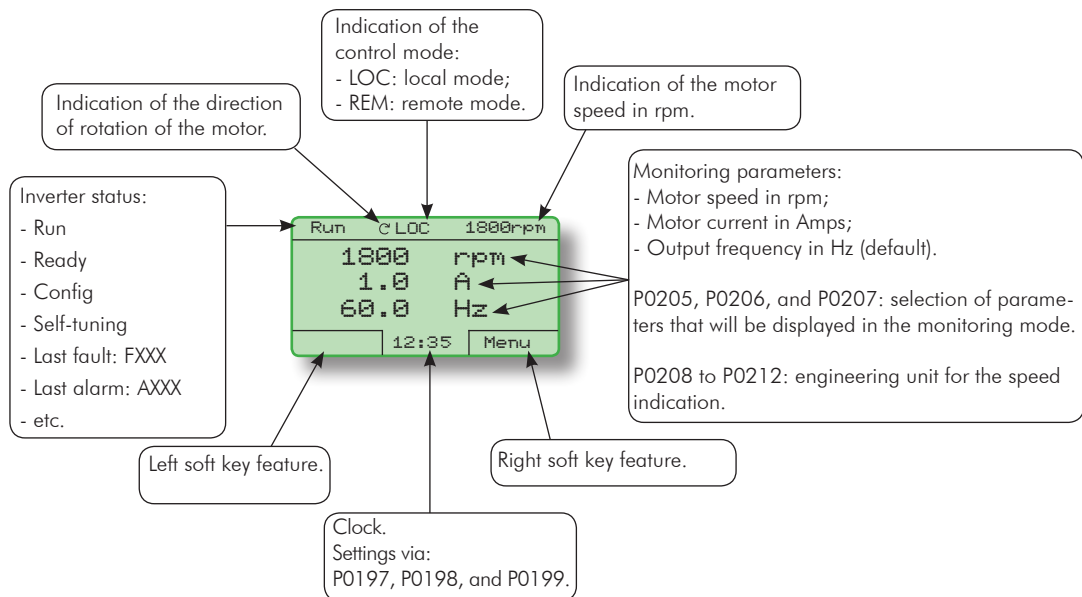 Indication of the
control mode:
- LOC: local mode;
- REM: remote mode.
Indication of the direction
of rotation of the motor.
Indication of the motor
speed in rpm.
Inverter status:
- Run
- Ready
- Config
- Self-tuning
- Last fault: FXXX
- Last alarm: AXXX
- etc.
Run LOC 1800rpm
1800 rpm
1.0 A
60.0 Hz
12:35 Menu
Monitoring parameters:
- Motor speed in rpm;
- Motor current in Amps;
- Output frequency in Hz (default).
P0205, P0206, and P0207: selection of parame-
ters that will be displayed in the monitoring mode.
P0208 to P0212: engineering unit for the speed
indication.
Left soft key feature.
Right soft key feature.
Clock.
Settings via:
P0197, P0198, and P0199.